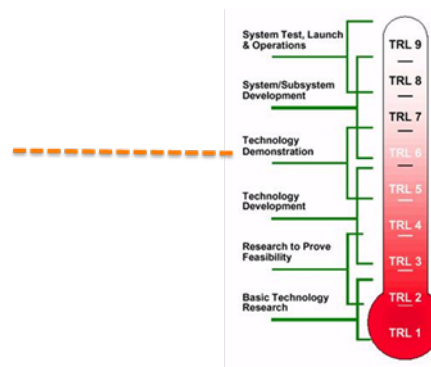 System Test, Launch
& Operations
TRL 9
TRL 8
System/Subsystem
Development
TRL 7
Technology
Demonstration
TRL 6
TRL 5
Technology
Development
TRL 4
Research to Prove
Feasibility
TRL 3
Basic Technology
Research
TRL 2
TRL 1